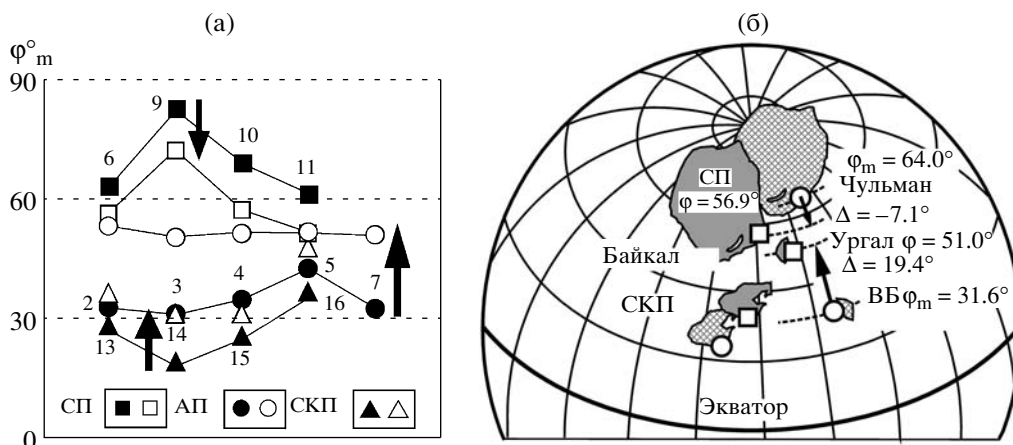 (а)
φ°m
90
60
30
0
9
6
10
11
2
3
4
5
7
13
14
15
16
СП
АП
СКП
(б)
φm = 64.0°
Чульман
СП
φ = 56.9°
Δ = –7.1°
Ургал φ = 51.0°
Байкал
Δ = 19.4°
СКП
ВБ φm = 31.6°
Экватор